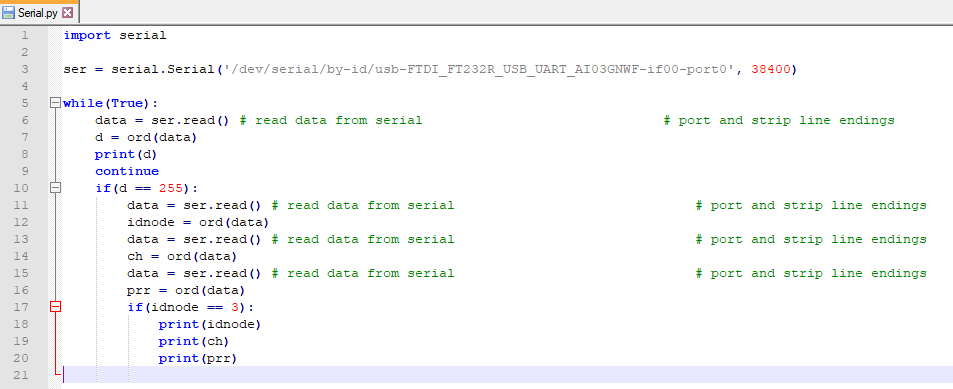 Serial.py
1 import serial
2
3 ser = serial.Serial('/dev/serial/by-id/usb-FTDI_FT232R_USB_UART_AI03GNWF-if00-port0', 38400)
4
5 while(True):
6     data = ser.read() # read data from serial                              # port and strip line endings
7     d = ord(data)
8     print(d)
9     continue
10     if(d == 255):
11         data = ser.read() # read data from serial                              # port and strip line endings
12         idnode = ord(data)
13         data = ser.read() # read data from serial                              # port and strip line endings
14         ch = ord(data)
15         data = ser.read() # read data from serial                              # port and strip line endings
16         prr = ord(data)
17         if(idnode == 3):
18             print(idnode)
19             print(ch)
20             print(prr)
21